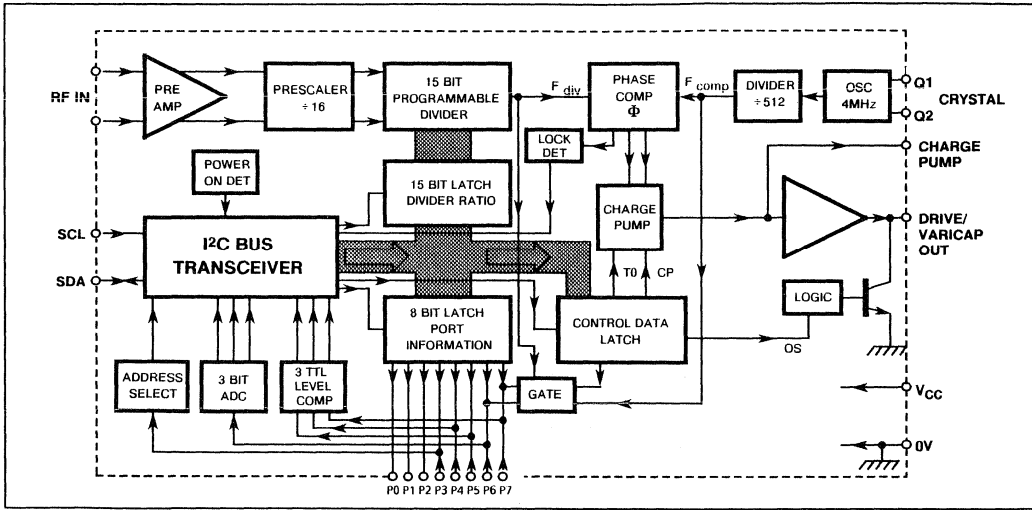 RF IN
PRE
AMP
PRESCALER
÷ 16
15 BIT
PROGRAMMABLE
DIVIDER
F div
PHASE
COMP
Φ
F comp
DIVIDER
÷ 512
OSC
4MHz
Q1
Q2
CRYSTAL
LOCK
DET
CHARGE
PUMP
POWER
ON DET
15 BIT LATCH
DIVIDER RATIO
CHARGE
PUMP
DRIVE/
VARICAP
OUT
SCL
SDA
I²C BUS
TRANSCEIVER
T0
CP
LOGIC
8 BIT LATCH
PORT
INFORMATION
CONTROL DATA
LATCH
OS
ADDRESS
SELECT
3 BIT
ADC
3 TTL
LEVEL
COMP
GATE
VCC
0V
P0 P1 P2 P3 P4 P5 P6 P7